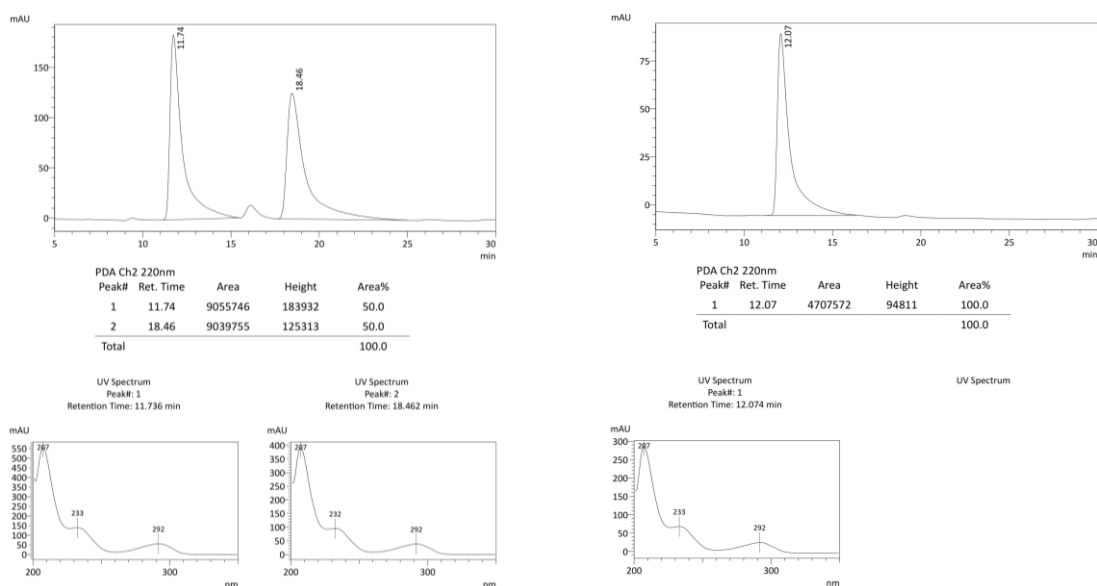 mAU
11.74
18.46
150
100
50
0
5 10 15 20 25 30
min
PDA Ch2 220nm
Peak# Ret. Time Area Height Area%
1 11.74 9055746 183932 50.0
2 18.46 9039755 125313 50.0
Total 100.0
UV Spectrum
Peak#: 1
Retention Time: 11.736 min
mAU
550
500
450
400
350
300
250
200
150
100
50
0
207
233
292
200 300
nm
UV Spectrum
Peak#: 2
Retention Time: 18.462 min
mAU
400
350
300
250
200
150
100
50
0
207
232
292
200 300
nm
mAU
12.07
75
50
25
0
5 10 15 20 25 30
min
PDA Ch2 220nm
Peak# Ret. Time Area Height Area%
1 12.07 4707572 94811 100.0
Total 100.0
UV Spectrum
Peak#: 1
Retention Time: 12.074 min
mAU
300
250
200
150
100
50
0
207
233
292
200 300
nm
UV Spectrum